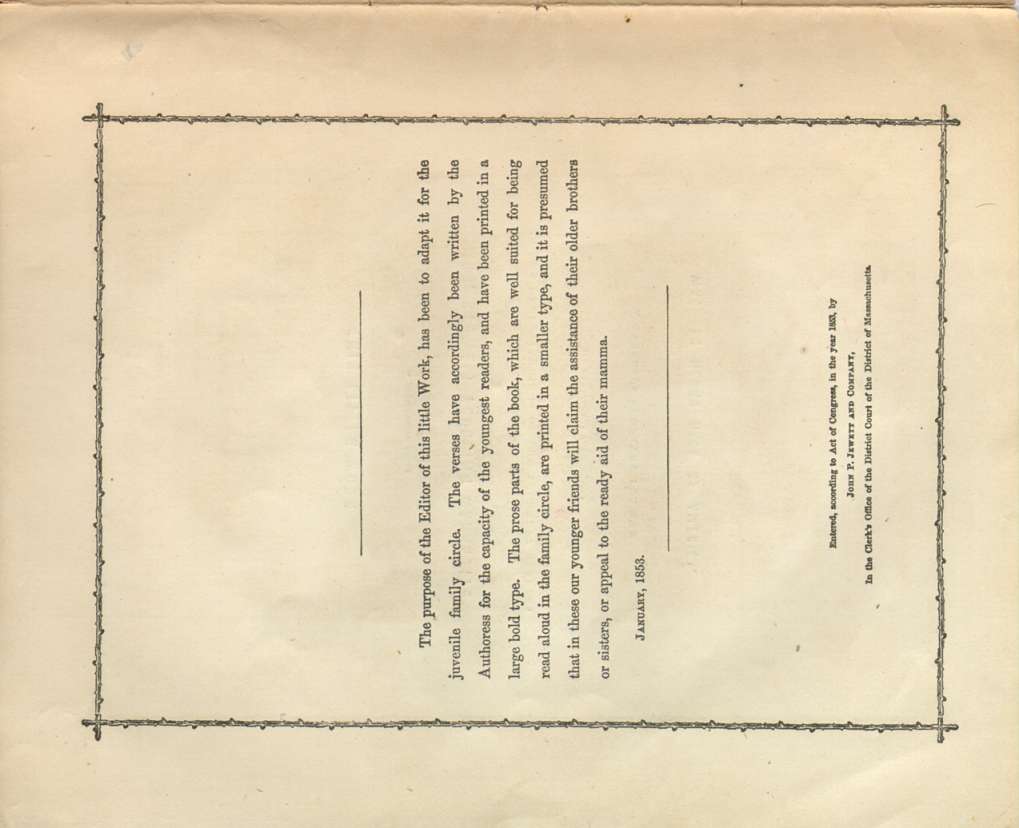 The purpose of the Editor of this little Work, has been to adapt it for the
juvenile family circle. The verses have accordingly been written by the
Authoress for the capacity of the youngest readers, and have been printed in a
large bold type. The prose parts of the book, which are well suited for being
read aloud in the family circle, are printed in a smaller type, and it is presumed
that in these our younger friends will claim the assistance of their older brothers
or sisters, or appeal to the ready aid of their mamma.
January, 1853.
Entered, according to Act of Congress, in the year 1853, by
John P. Jewett and Company,
In the Clerk's Office of the District Court of the District of Massachusetts.